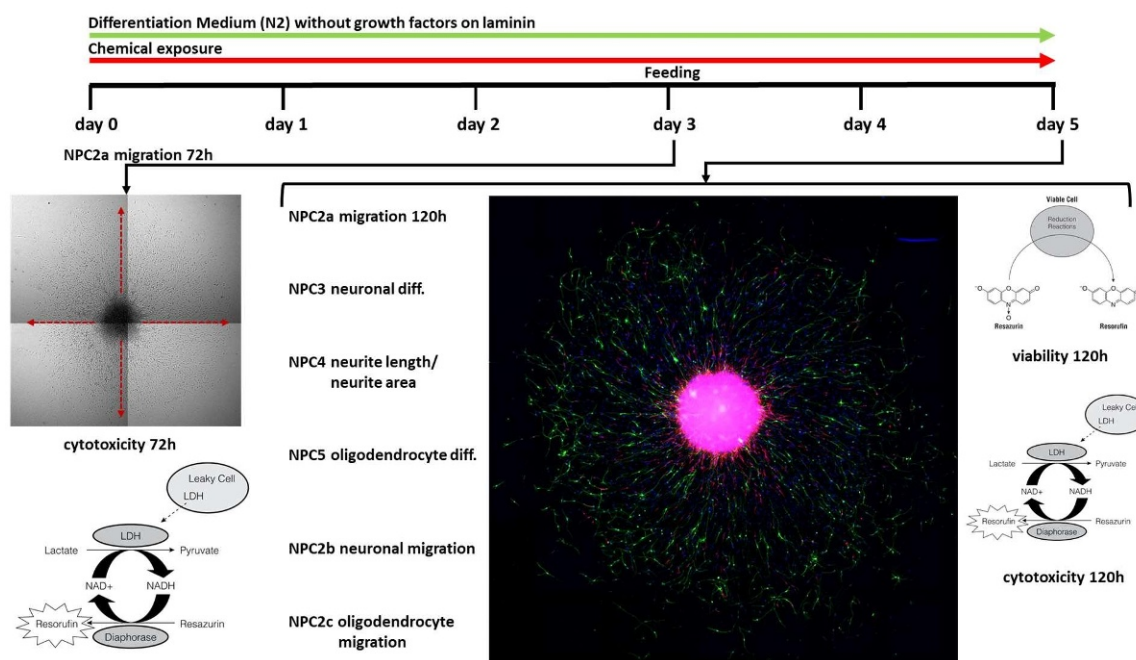 Differentiation Medium (N2) without growth factors on laminin
Chemical exposure
Feeding
day 0
day 1
day 2
day 3
day 4
day 5
NPC2a migration 72h
cytotoxicity 72h
Leaky Cell
LDH
LDH
Lactate
Pyruvate
NAD+
NADH
Resorufin
Resazurin
Diaphorase
NPC2a migration 120h
NPC3 neuronal diff.
NPC4 neurite length/
neurite area
NPC5 oligodendrocyte diff.
NPC2b neuronal migration
NPC2c oligodendrocyte
migration
Viable Cell
Reduction
Reactions
Resazurin
Resorufin
viability 120h
Leaky Cell
LDH
LDH
Lactate
Pyruvate
NAD+
NADH
Resorufin
Resazurin
Diaphorase
cytotoxicity 120h